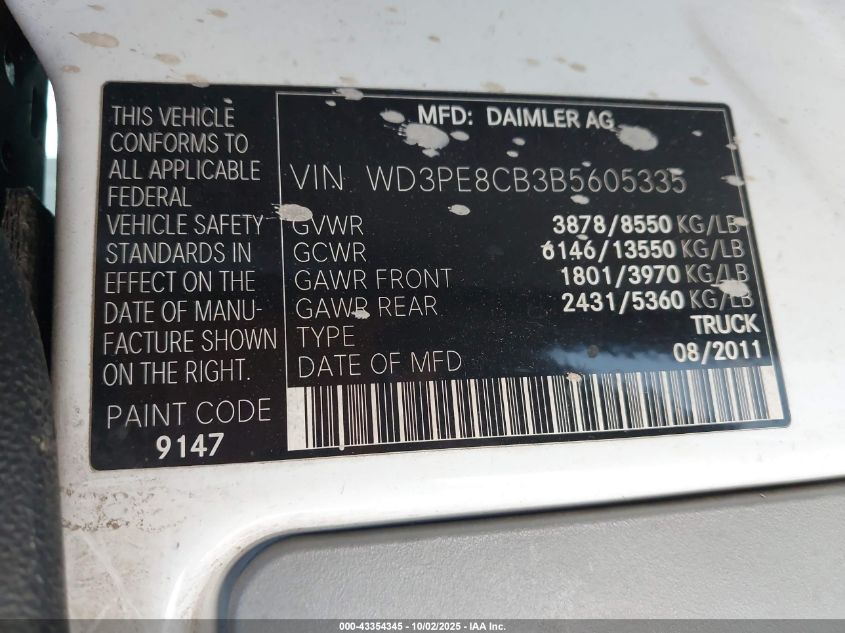 THIS VEHICLE
CONFORMS TO
ALL APPLICABLE
FEDERAL
VEHICLE SAFETY
STANDARDS IN
EFFECT ON THE
DATE OF MANU-
FACTURE SHOWN
ON THE RIGHT.
PAINT CODE
9147
MFD: DAIMLER AG
VIN WD3PE8CB3B5605335
GVWR 3878/8550 KG/LB
GCWR 6146/13550 KG/LB
GAWR FRONT 1801/3970 KG/LB
GAWR REAR 2431/5360 KG/LB
TYPE TRUCK
DATE OF MFD 08/2011
000-43354345 - 10/02/2025 - IAA Inc.